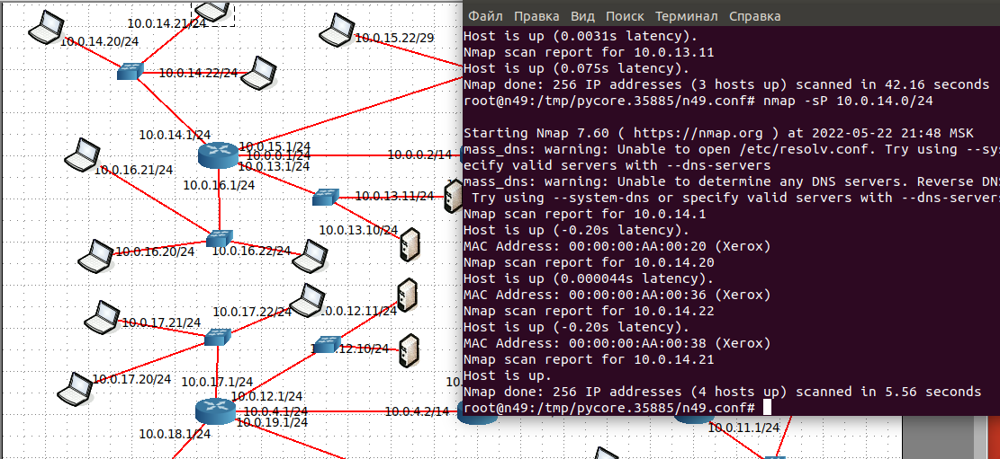 10.0.14.21/24
10.0.14.20/24
10.0.14.22/24
10.0.15.22/29
10.0.14.1/24
10.0.15.1/24
10.0.0.1/24
10.0.13.1/24
10.0.0.2/14
10.0.16.21/24
10.0.16.1/24
10.0.13.11/24
10.0.13.10/24
10.0.16.20/24
10.0.16.22/24
10.0.17.21/24
10.0.17.22/24
10.0.12.11/24
12.10/24
10.0.17.20/24
10.0.17.1/24
10.0.12.1/24
10.0.4.1/24
10.0.19.1/24
10.0.4.2/14
10.0.18.1/24
10.
10.0.11.1/24
Файл Правка Вид Поиск Терминал Справка
Host is up (0.0031s latency).
Nmap scan report for 10.0.13.11
Host is up (0.075s latency).
Nmap done: 256 IP addresses (3 hosts up) scanned in 42.16 seconds
root@n49:/tmp/pycore.35885/n49.conf# nmap -sP 10.0.14.0/24
Starting Nmap 7.60 ( https://nmap.org ) at 2022-05-22 21:48 MSK
mass_dns: warning: Unable to open /etc/resolv.conf. Try using --sys
ecify valid servers with --dns-servers
mass_dns: warning: Unable to determine any DNS servers. Reverse DN
Try using --system-dns or specify valid servers with --dns-servers
Nmap scan report for 10.0.14.1
Host is up (-0.20s latency).
MAC Address: 00:00:00:AA:00:20 (Xerox)
Nmap scan report for 10.0.14.20
Host is up (0.000044s latency).
MAC Address: 00:00:00:AA:00:36 (Xerox)
Nmap scan report for 10.0.14.22
Host is up (-0.20s latency).
MAC Address: 00:00:00:AA:00:38 (Xerox)
Nmap scan report for 10.0.14.21
Host is up.
Nmap done: 256 IP addresses (4 hosts up) scanned in 5.56 seconds
root@n49:/tmp/pycore.35885/n49.conf#